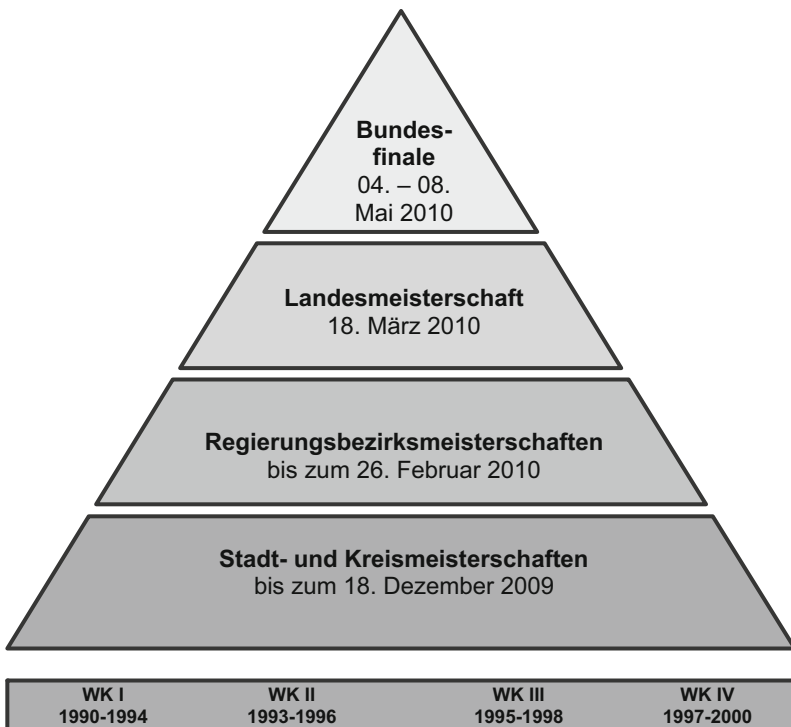 Bundes-
finale
04. – 08.
Mai 2010
Landesmeisterschaft
18. März 2010
Regierungsbezirksmeisterschaften
bis zum 26. Februar 2010
Stadt- und Kreismeisterschaften
bis zum 18. Dezember 2009
WK I WK II WK III WK IV
1990-1994 1993-1996 1995-1998 1997-2000